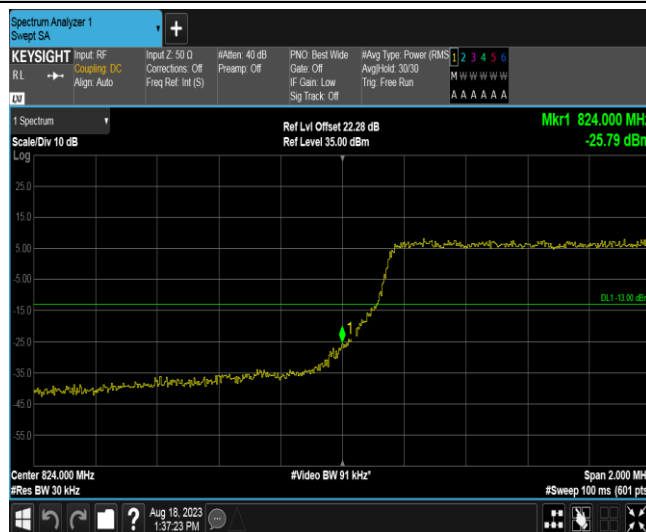 Spectrum Analyzer 1
Swept SA
+
KEYSIGHT
RL
LXI
Input: RF
Coupling: DC
Align: Auto
Input Z: 50 Ω
Corrections: Off
Freq Ref: Int (S)
#Atten: 40 dB
Preamp: Off
PNO: Best Wide
Gate: Off
IF Gain: Low
Sig Track: Off
#Avg Type: Power (RMS
Avg|Hold: 30/30
Trig: Free Run
1 2 3 4 5 6
M W W W W W
A A A A A A
1 Spectrum
Scale/Div 10 dB
Log
Ref Lvl Offset 22.28 dB
Ref Level 35.00 dBm
Mkr1 824.000 MHz
-25.79 dBm
25.0
15.0
5.00
-5.00
-15.0
-25.0
-35.0
-45.0
-55.0
DL1 -13.00 dBm
1
Center 824.000 MHz
#Res BW 30 kHz
#Video BW 91 kHz*
Span 2.000 MHz
#Sweep 100 ms (601 pts)
?
Aug 18, 2023
1:37:23 PM